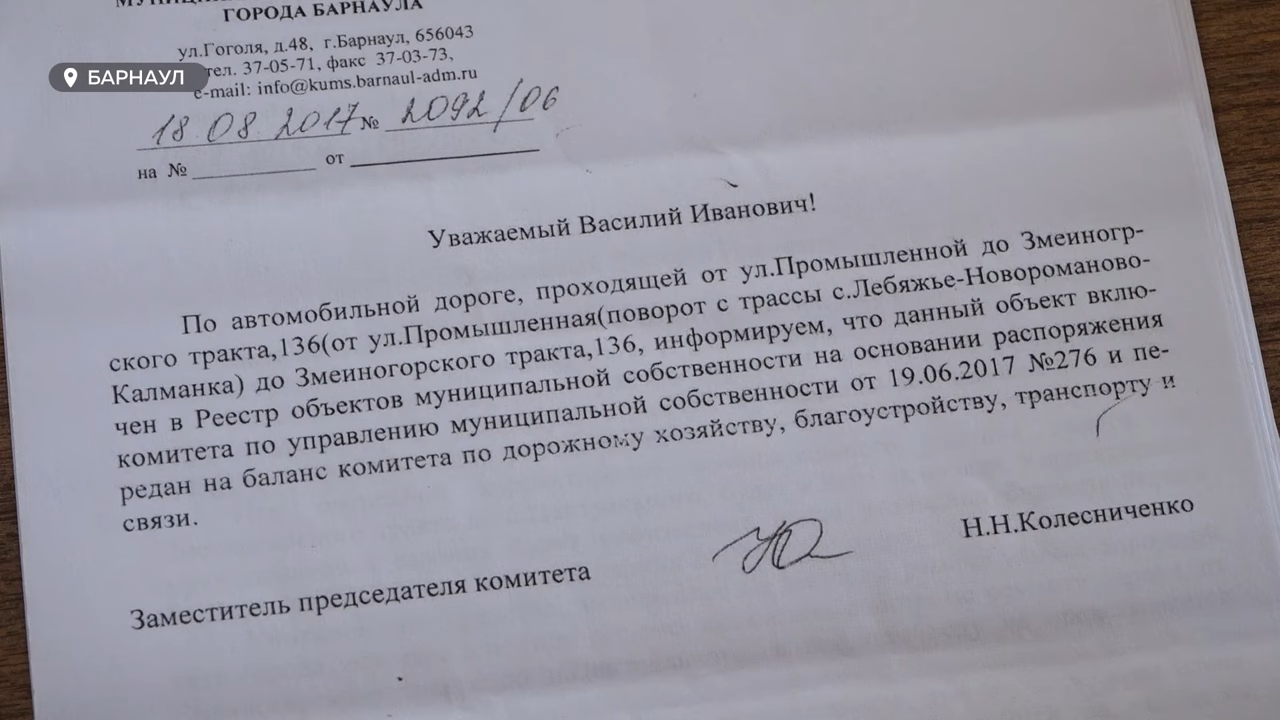 ГОРОДА БАРНАУЛА
ул.Гоголя, д.48, г.Барнаул, 656043
тел. 37-05-71, факс 37-03-73,
e-mail: info@kums.barnaul-adm.ru
БАРНАУЛ
18 08 2017 № 2092/06
на № от
Уважаемый Василий Иванович!
По автомобильной дороге, проходящей от ул.Промышленной до Змеиногр-
ского тракта,136(от ул.Промышленная(поворот с трассы с.Лебяжье-Новороманово-
Калманка) до Змеиногорского тракта,136, информируем, что данный объект вклю-
чен в Реестр объектов муниципальной собственности на основании распоряжения
комитета по управлению муниципальной собственности от 19.06.2017 №276 и пе-
редан на баланс комитета по дорожному хозяйству, благоустройству, транспорту и
связи.
Заместитель председателя комитета
Н.Н.Колесниченко